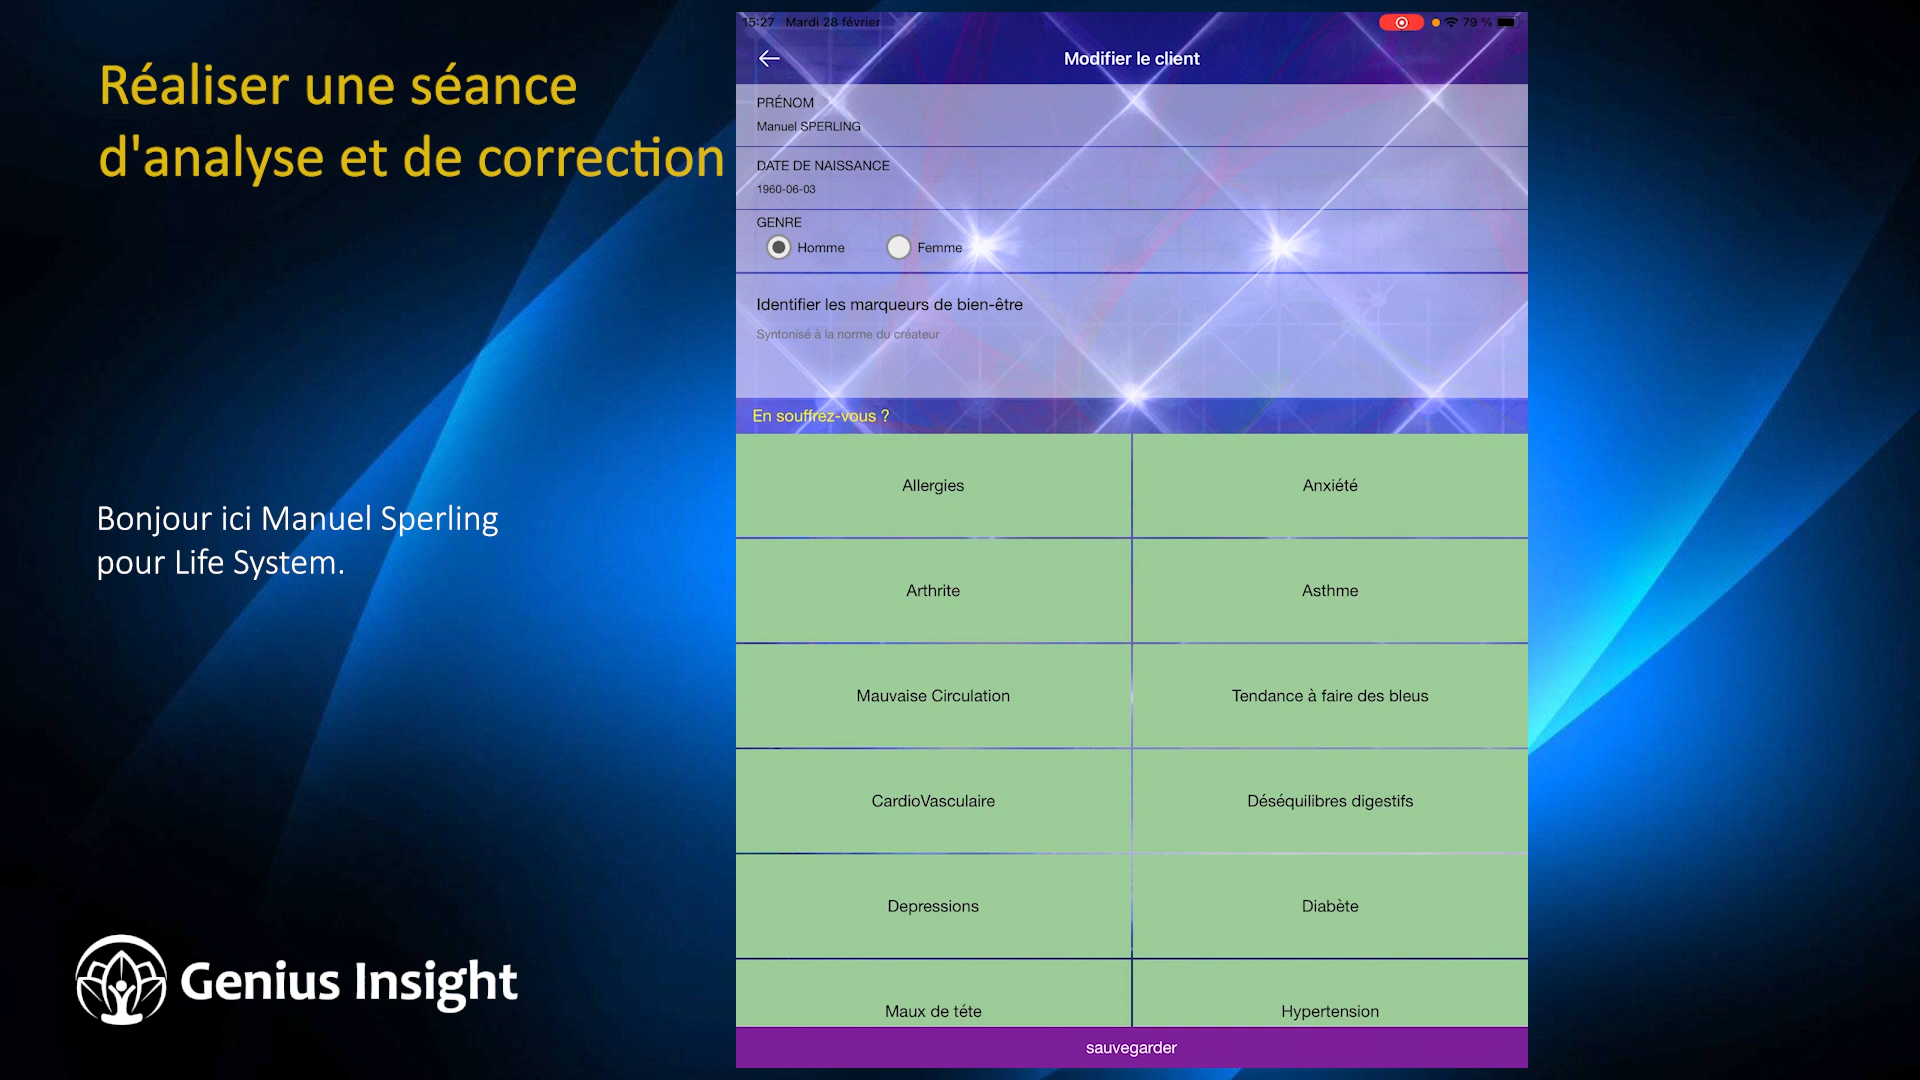 Réaliser une séance
d'analyse et de correction
Bonjour ici Manuel Sperling
pour Life System.
Genius Insight
15:27 Mardi 28 février
79 %
Modifier le client
PRÉNOM
Manuel SPERLING
DATE DE NAISSANCE
1960-06-03
GENRE
Homme Femme
Identifier les marqueurs de bien-être
Syntonisé à la norme du créateur
En souffrez-vous ?
Allergies Anxiété
Arthrite Asthme
Mauvaise Circulation Tendance à faire des bleus
CardioVasculaire Déséquilibres digestifs
Depressions Diabète
Maux de téte Hypertension
sauvegarder